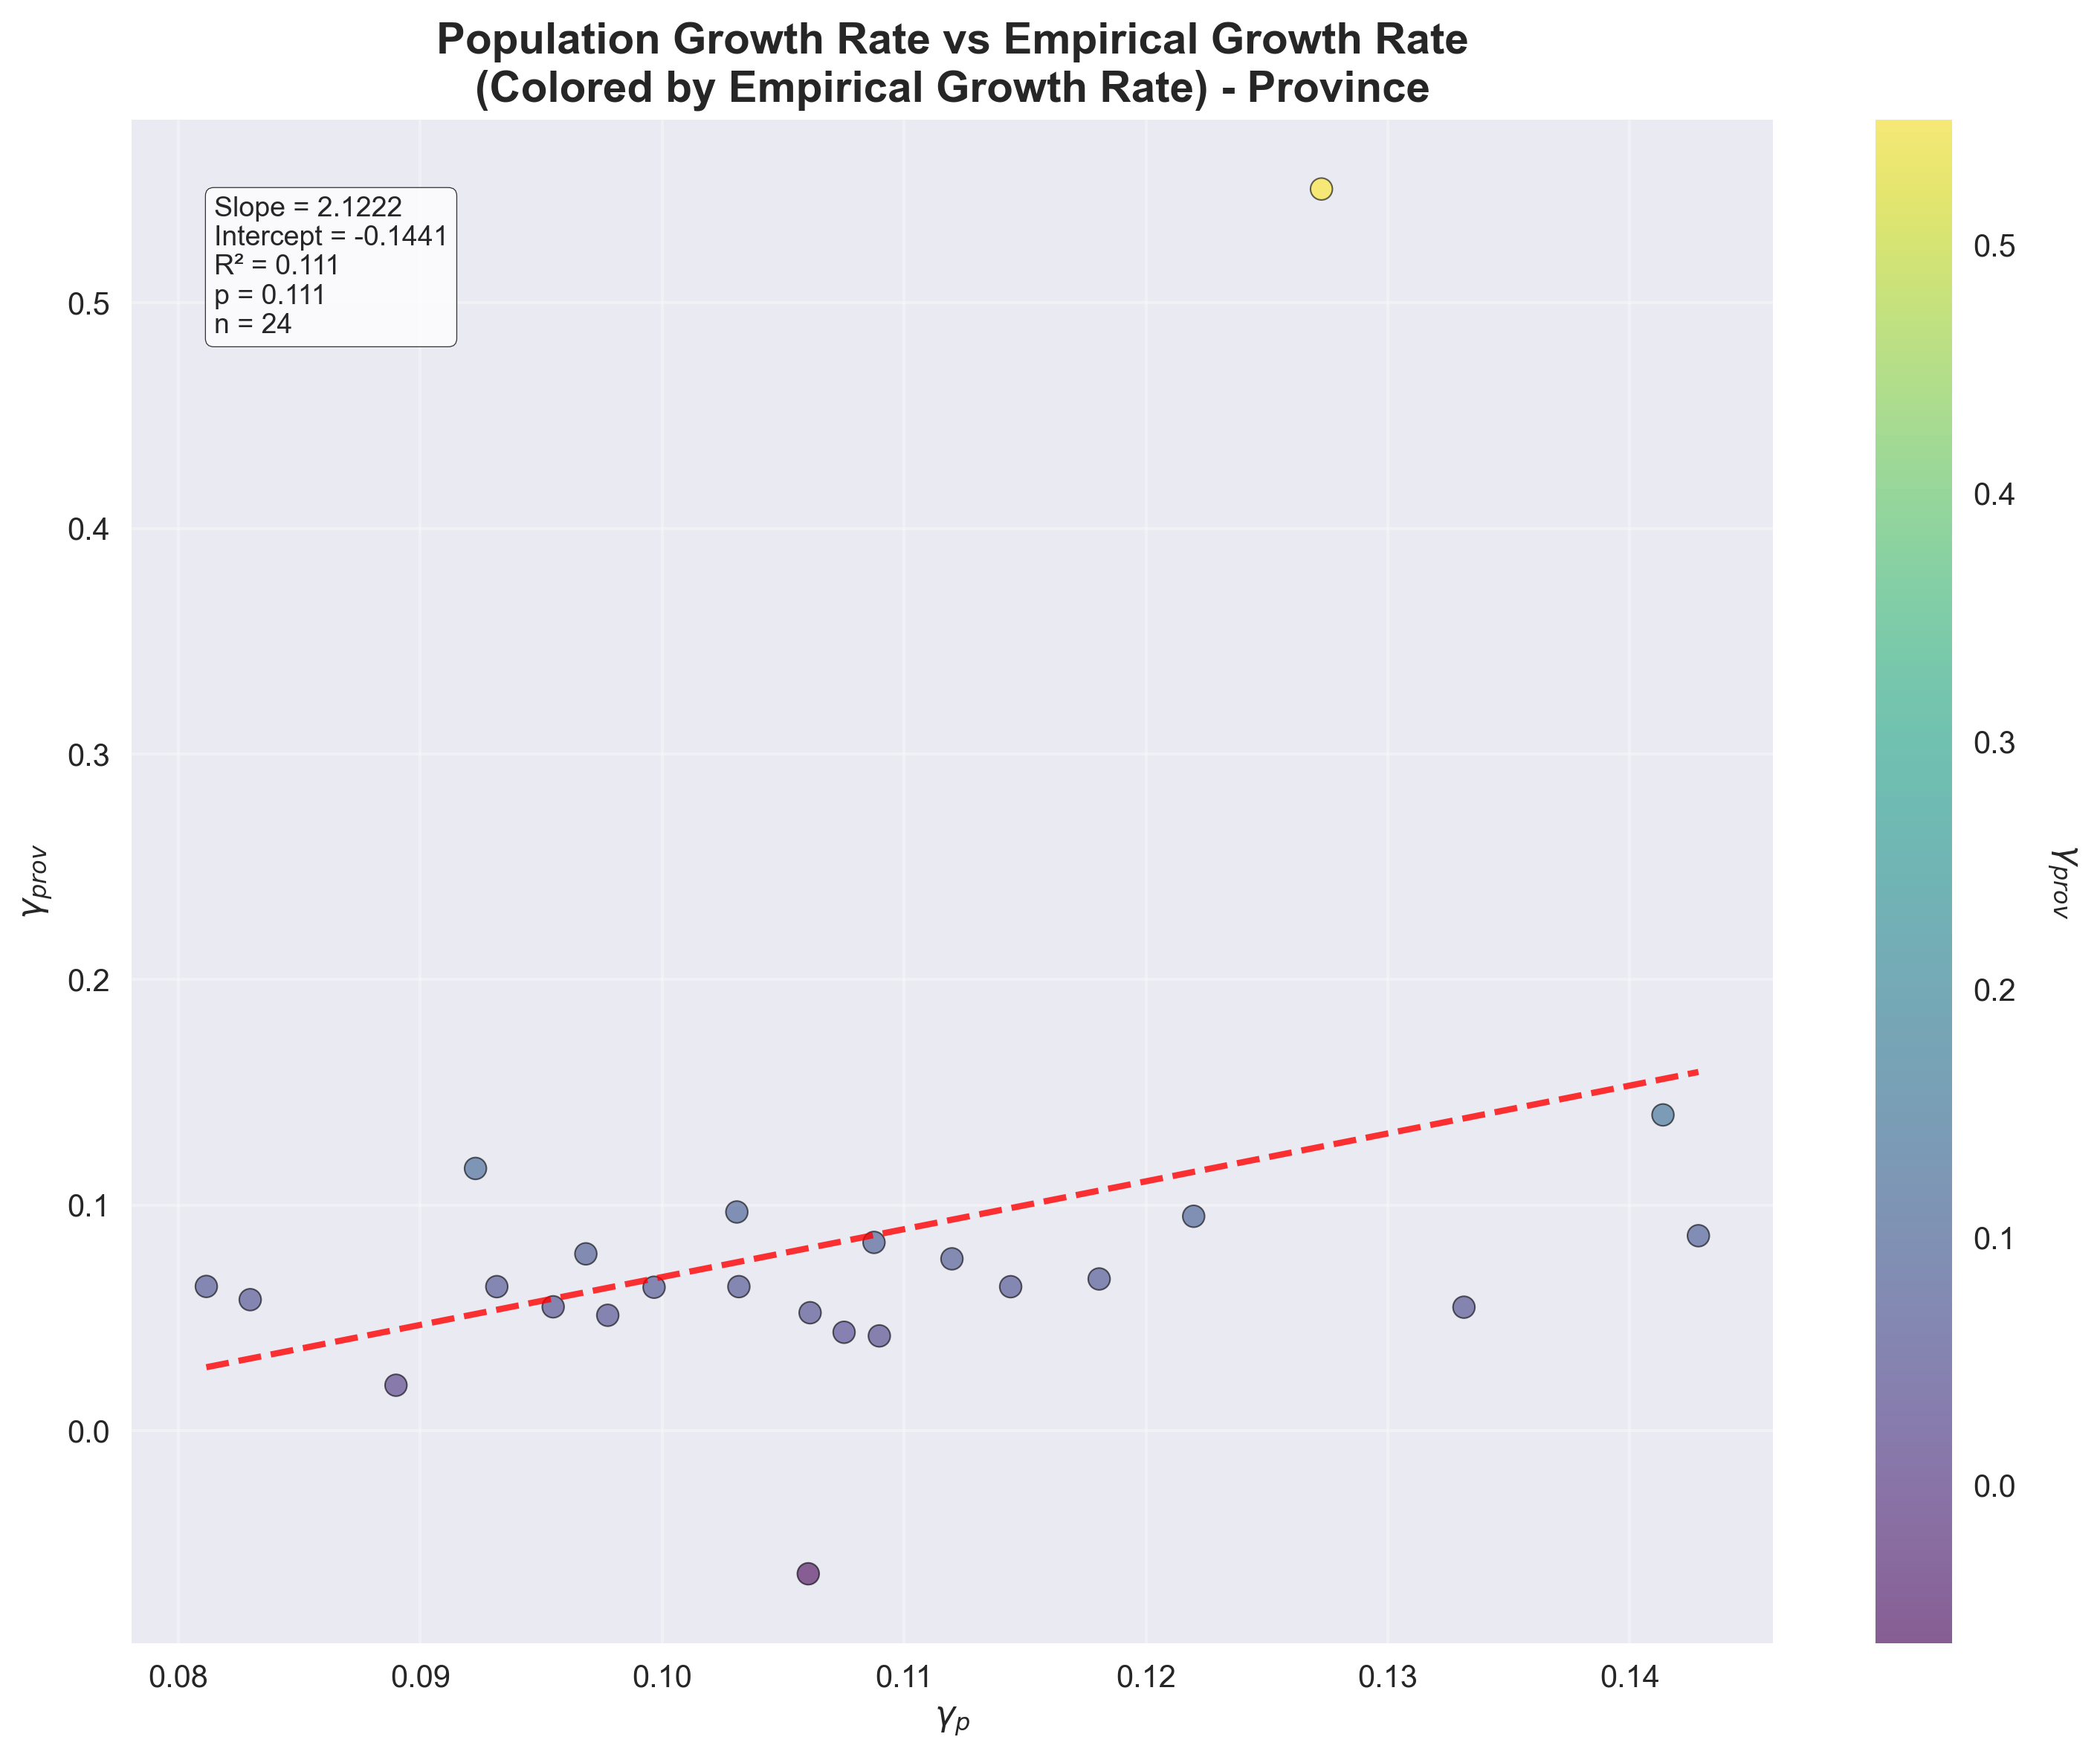 Population Growth Rate vs Empirical Growth Rate
(Colored by Empirical Growth Rate) - Province
Slope = 2.1222
Intercept = -0.1441
R² = 0.111
p = 0.111
n = 24
0.5
0.4
0.3
0.2
0.1
0.0
γprov
0.08
0.09
0.10
0.11
0.12
0.13
0.14
γp
0.5
0.4
0.3
0.2
0.1
0.0
γprov